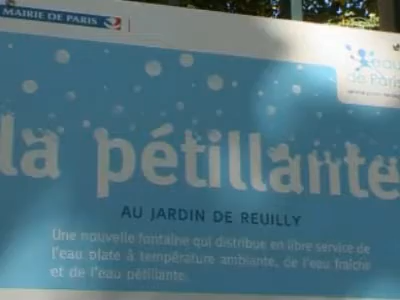 MAIRIE DE PARIS
eau
de Paris
la pétillante
AU JARDIN DE REUILLY
Une nouvelle fontaine qui distribue en libre service de
l'eau plate à température ambiante, de l'eau fraîche
et de l'eau pétillante.